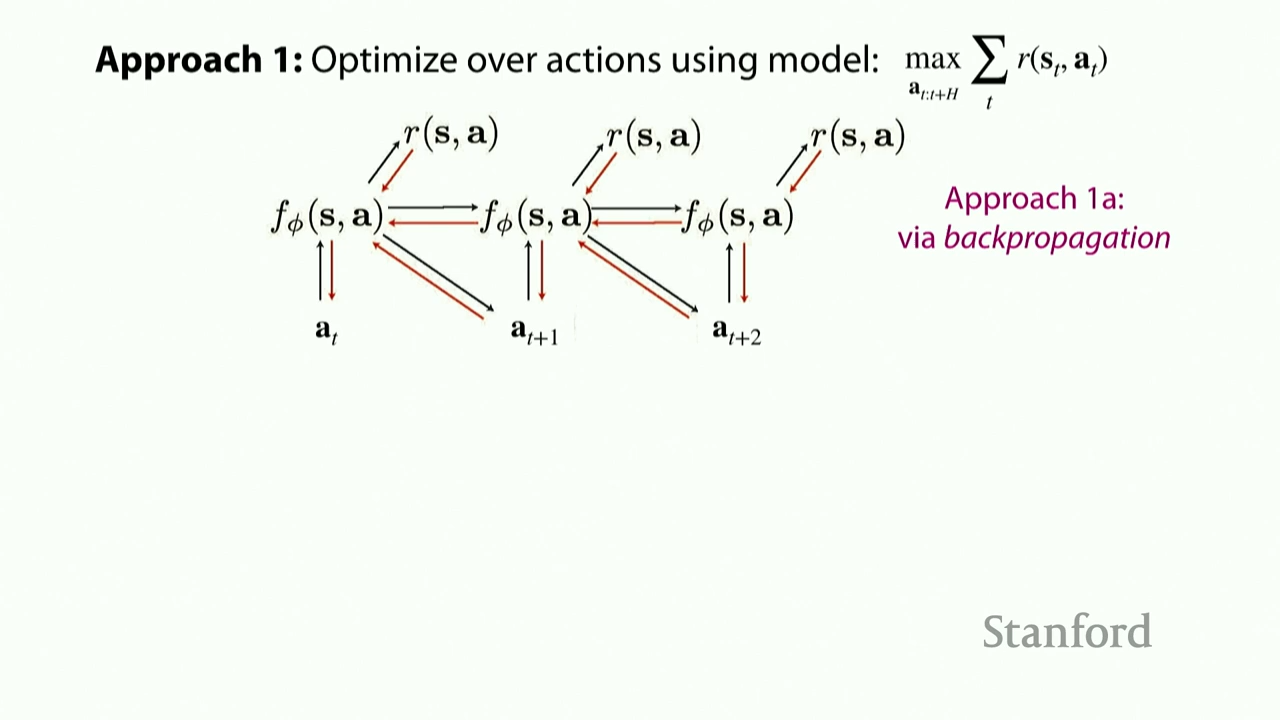 Approach 1: Optimize over actions using model: max_{a_{t:t+H}} ∑_t r(s_t, a_t)
r(s, a) r(s, a) r(s, a)
f_ϕ(s, a) f_ϕ(s, a) f_ϕ(s, a)
Approach 1a:
via backpropagation
a_t a_{t+1} a_{t+2}
Stanford